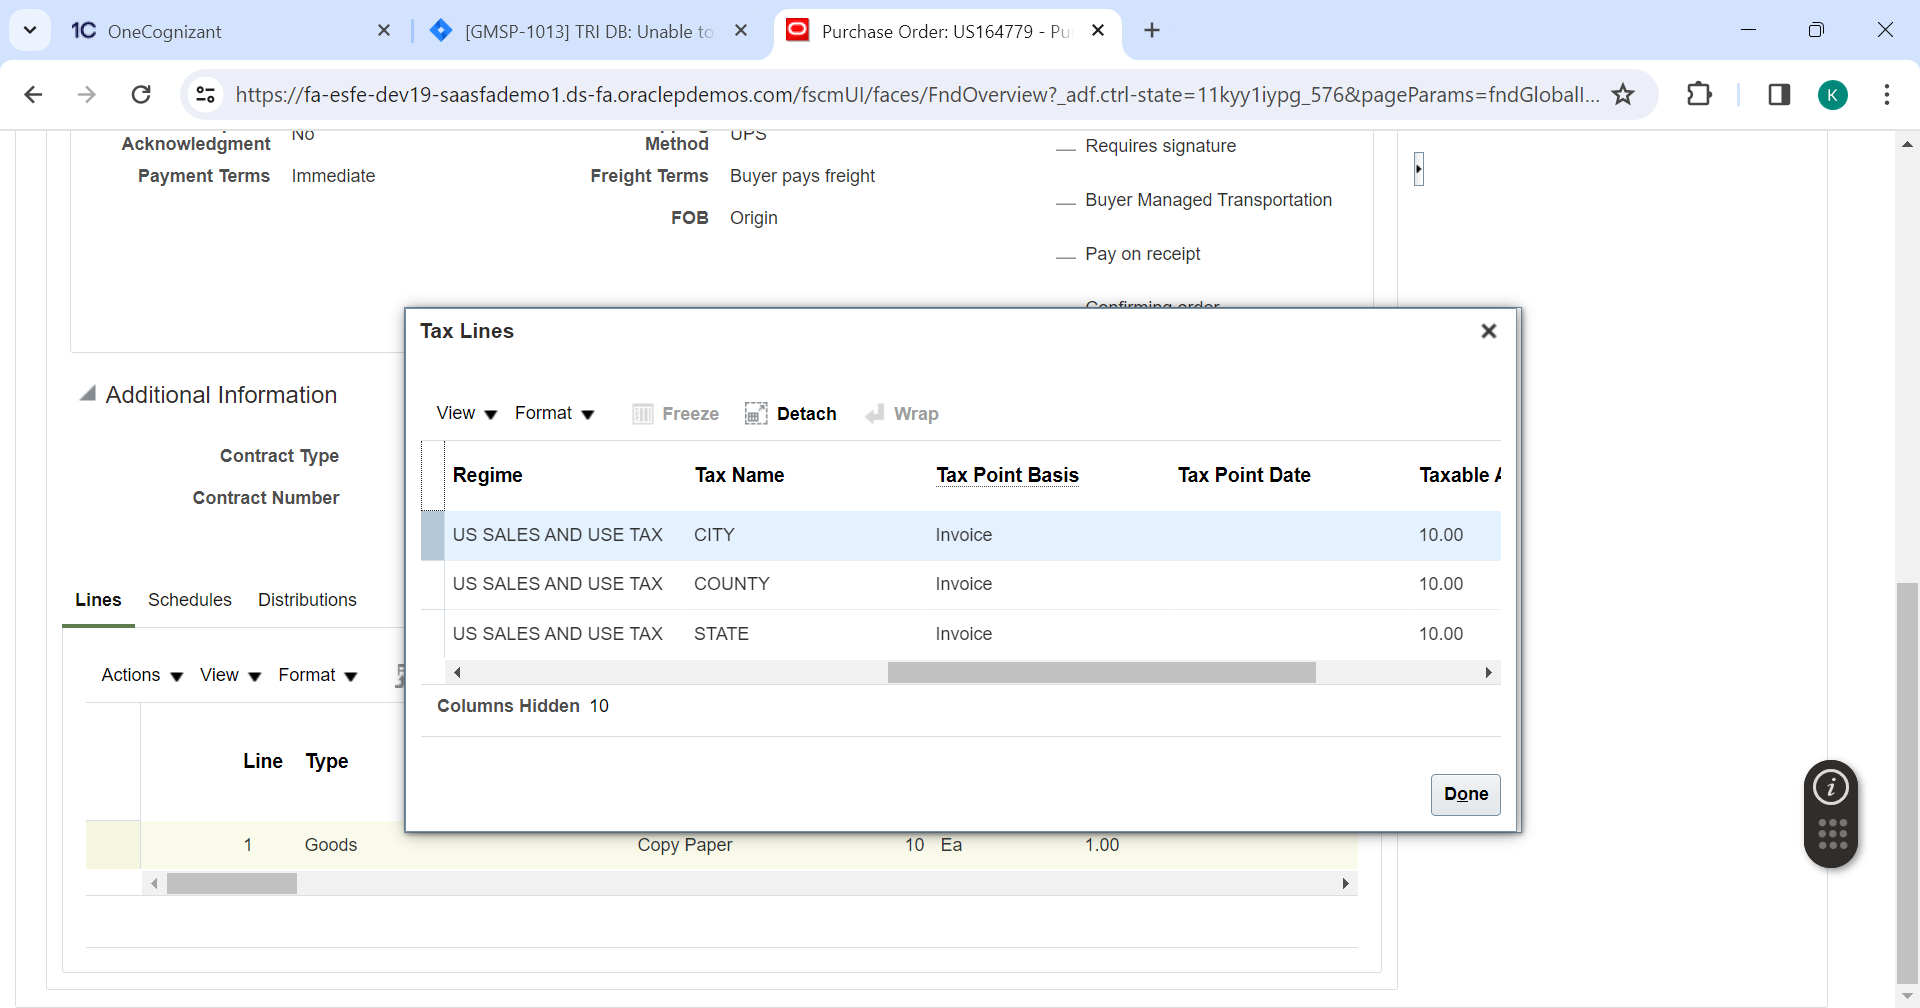 OneCognizant
[GMSP-1013] TRI DB: Unable to
Purchase Order: US164779 - Pu
https://fa-esfe-dev19-saasfademo1.ds-fa.oraclepdemos.com/fscmUI/faces/FndOverview?_adf.ctrl-state=11kyy1iypg_576&pageParams=fndGlobalI...
K
Acknowledgment No
Method UPS
Requires signature
Payment Terms Immediate
Freight Terms Buyer pays freight
Buyer Managed Transportation
FOB Origin
Pay on receipt
Confirming order
Tax Lines
Additional Information
View Format Freeze Detach Wrap
Contract Type
Contract Number
Regime Tax Name Tax Point Basis Tax Point Date Taxable A
US SALES AND USE TAX CITY Invoice 10.00
US SALES AND USE TAX COUNTY Invoice 10.00
US SALES AND USE TAX STATE Invoice 10.00
Columns Hidden 10
Done
Lines Schedules Distributions
Actions View Format
Line Type
1 Goods Copy Paper 10 Ea 1.00